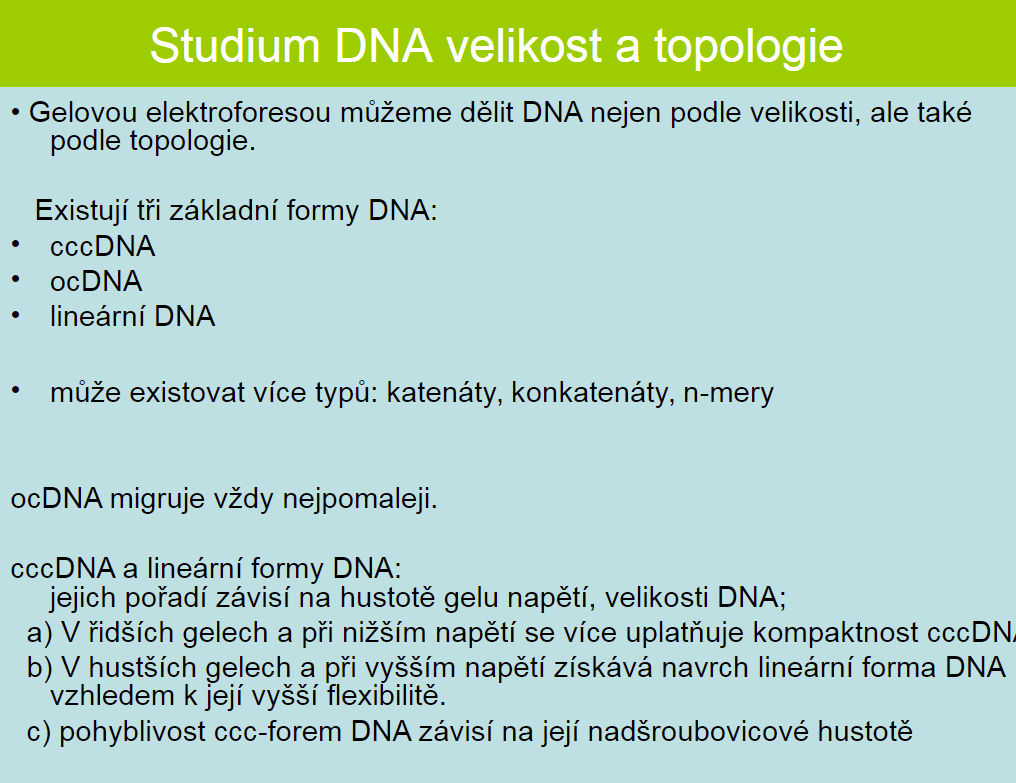 Studium DNA velikost a topologie
• Gelovou elektroforesou můžeme dělit DNA nejen podle velikosti, ale také
podle topologie.
Existují tři základní formy DNA:
• cccDNA
• ocDNA
• lineární DNA
• může existovat více typů: katenáty, konkatenáty, n-mery
ocDNA migruje vždy nejpomaleji.
cccDNA a lineární formy DNA:
jejich pořadí závisí na hustotě gelu napětí, velikosti DNA;
a) V řidších gelech a při nižším napětí se více uplatňuje kompaktnost cccDNA
b) V hustších gelech a při vyšším napětí získává navrch lineární forma DNA
vzhledem k její vyšší flexibilitě.
c) pohyblivost ccc-forem DNA závisí na její nadšroubovicové hustotě